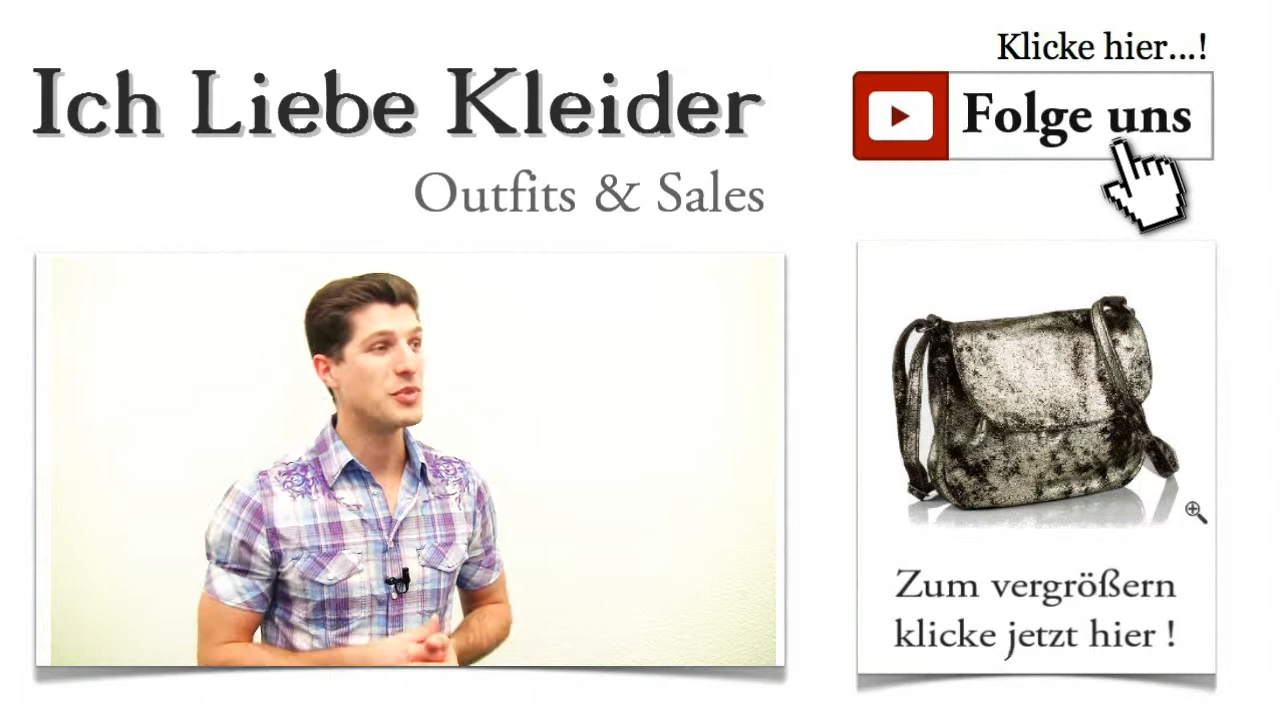 Ich Liebe Kleider
Outfits & Sales
Klicke hier...!
Folge uns
Zum vergrößern
klicke jetzt hier !